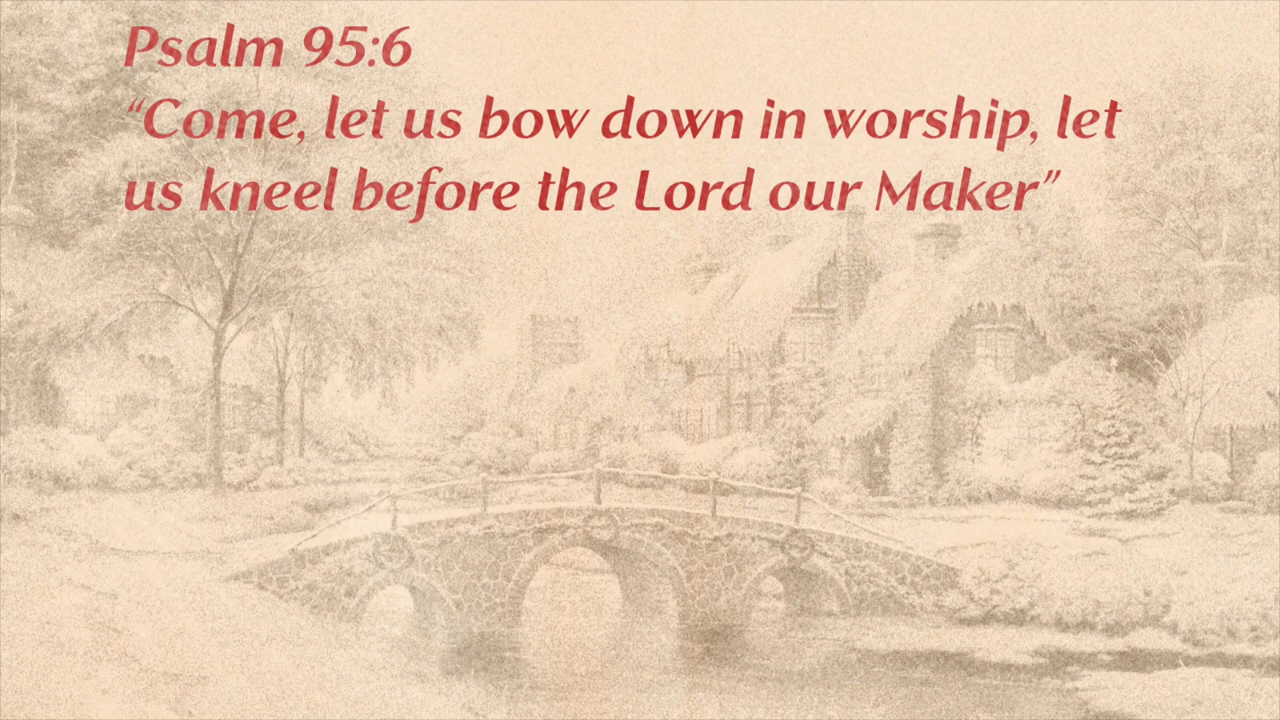 Psalm 95:6
“Come, let us bow down in worship, let
us kneel before the Lord our Maker”